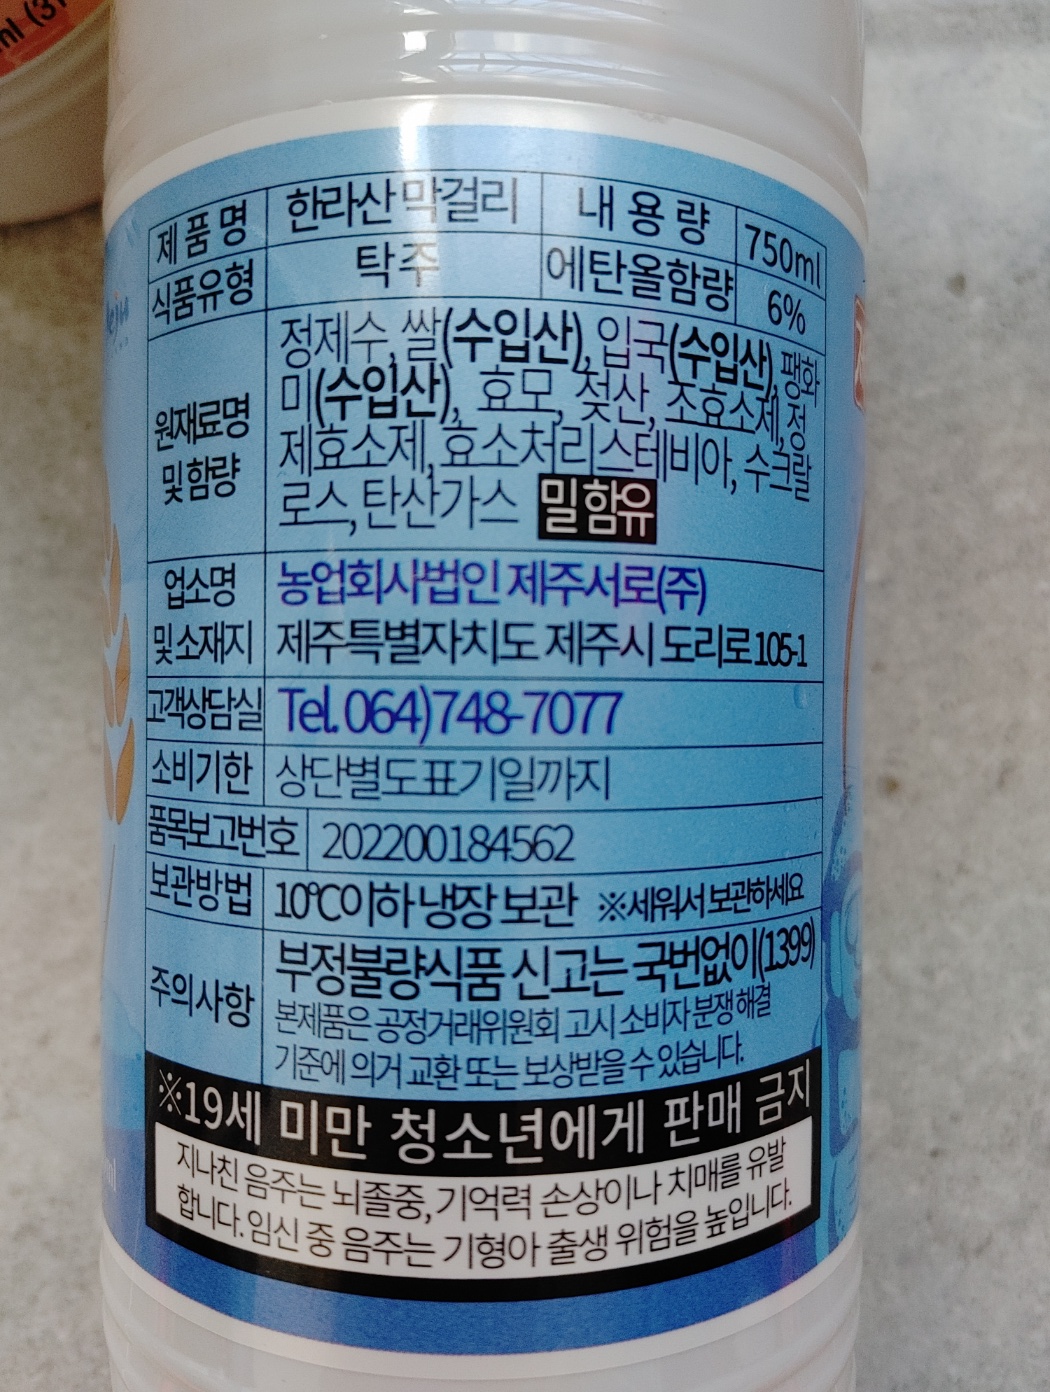 제품명 한라산 막걸리 내용량 750ml
식품유형 탁주 에탄올함량 6%
원재료명 및 함량
정제수, 쌀(수입산), 입국(수입산), 팽화
미(수입산), 효모, 젖산, 조효소제, 정
제효소제, 효소처리스테비아, 수크랄
로스, 탄산가스 밀 함유
업소명 및 소재지
농업회사법인 제주서로(주)
제주특별자치도 제주시 도리로 105-1
고객상담실 Tel. 064)748-7077
소비기한 상단별도표기일까지
품목보고번호 202200184562
보관방법 10℃이하 냉장 보관 ※세워서 보관하세요
주의사항
부정불량식품 신고는 국번없이(1399)
본제품은 공정거래위원회 고시 소비자 분쟁 해결
기준에 의거 교환 또는 보상받을 수 있습니다.
※19세 미만 청소년에게 판매 금지
지나친 음주는 뇌졸중, 기억력 손상이나 치매를 유발
합니다. 임신 중 음주는 기형아 출생 위험을 높입니다.